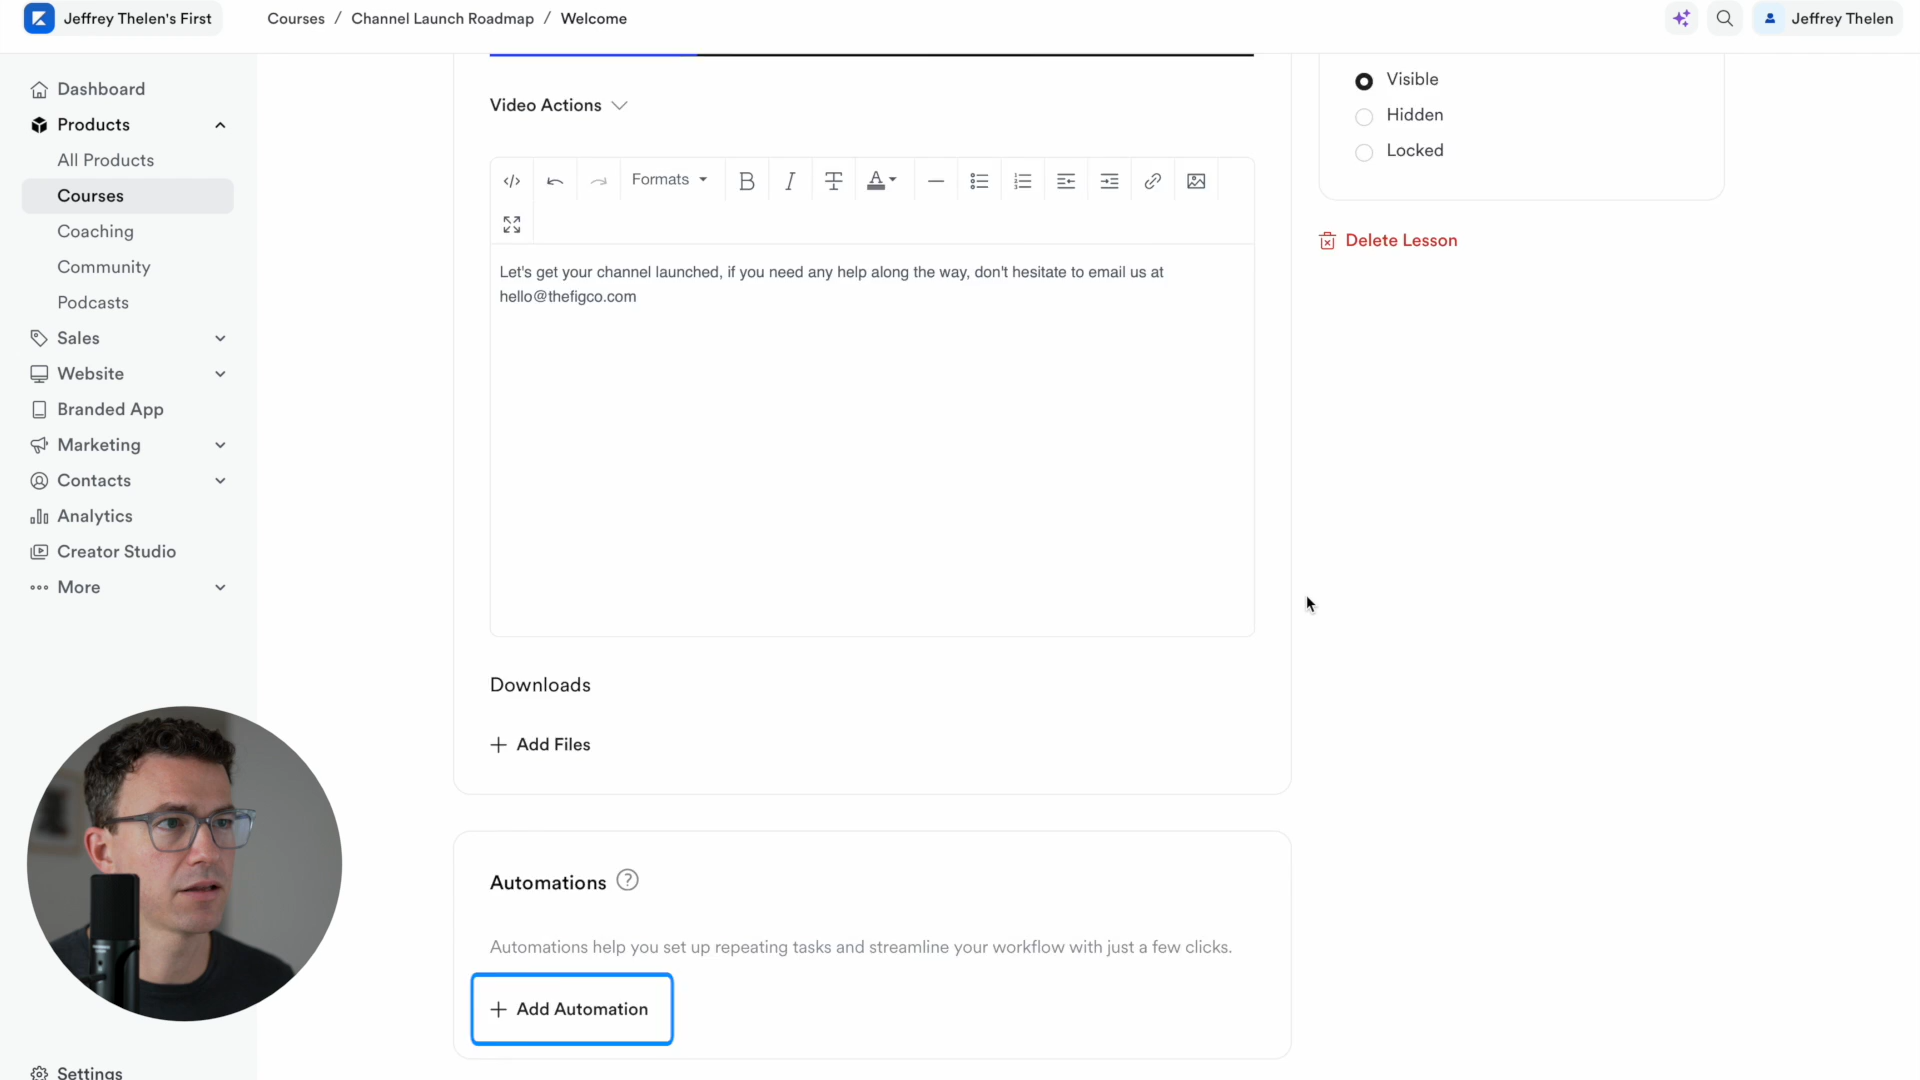 Jeffrey Thelen's First
Courses / Channel Launch Roadmap / Welcome
Jeffrey Thelen
Dashboard
Products
All Products
Courses
Coaching
Community
Podcasts
Sales
Website
Branded App
Marketing
Contacts
Analytics
Creator Studio
More
Settings
Video Actions
Formats
Let's get your channel launched, if you need any help along the way, don't hesitate to email us at
hello@thefigco.com
Downloads
Add Files
Automations
Automations help you set up repeating tasks and streamline your workflow with just a few clicks.
Add Automation
Visible
Hidden
Locked
Delete Lesson